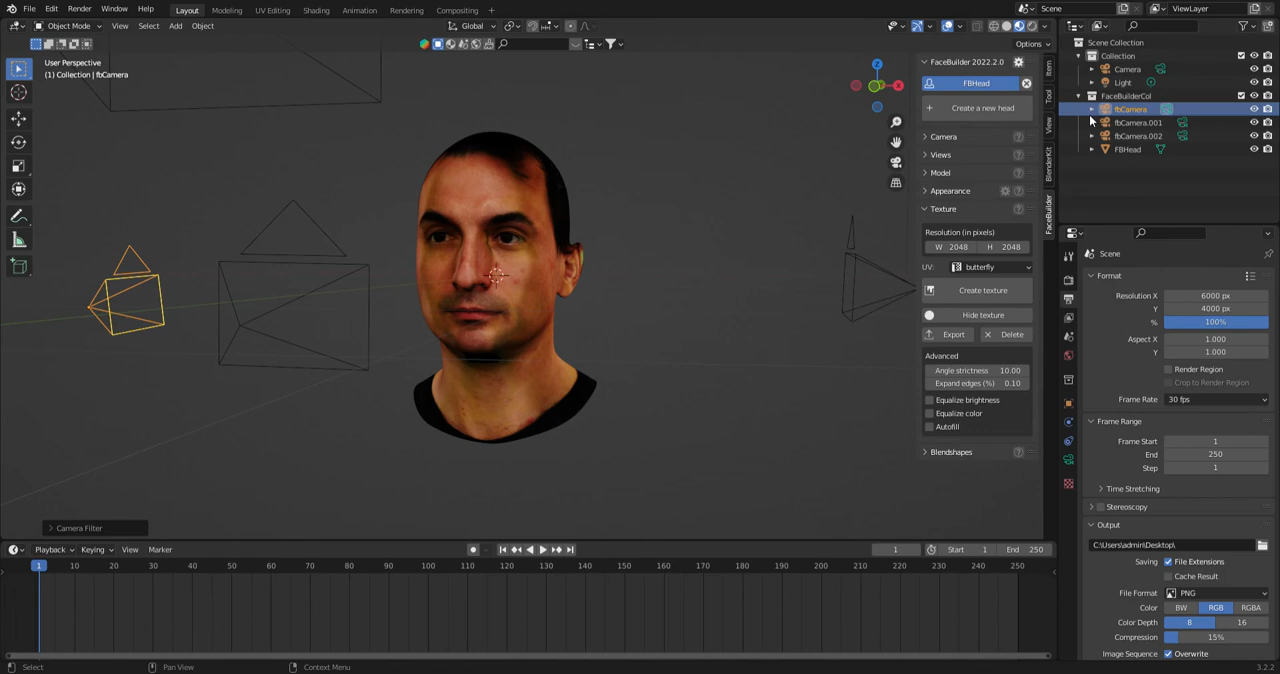 File Edit Render Window Help Layout Modeling UV Editing Sculpting Shading Animation Rendering Compositing Scene ViewLayer
Object Mode View Select Add Object Global
Options
User Perspective
(1) Collection | fbCamera
Z
X
Y
Camera Filter
Item
Tool
View
BlenderKit
FaceBuilder
FaceBuilder 2022.2.0
FBHead
Create a new head
Camera
Views
Model
Appearance
Texture
Resolution (in pixels)
W 2048 H 2048
UV: butterfly
Create texture
Hide texture
Export Delete
Advanced
Angle strictness 10.00
Expand edges (%) 0.10
Equalize brightness
Equalize color
Autofill
Blendshapes
Scene Collection
Collection
Camera
Light
FaceBuilderCol
fbCamera
fbCamera.001
fbCamera.002
FBHead
Scene
Format
Resolution X 6000 px
Y 4000 px
% 100%
Aspect X 1.000
Y 1.000
Render Region
Crop to Render Region
Frame Rate 30 fps
Frame Range
Frame Start 1
End 250
Step 1
Time Stretching
Stereoscopy
Output
C:\Users\admin\Desktop\
Saving File Extensions
Cache Result
File Format PNG
Color BW RGB RGBA
Color Depth 8 16
Compression 15%
Image Sequence Overwrite
Playback Keying View Marker 1 Start 1 End 250
1 10 20 30 40 50 60 70 80 90 100 110 120 130 140 150 160 170 180 190 200 210 220 230 240 250
Select Pan View Context Menu 3.2.2